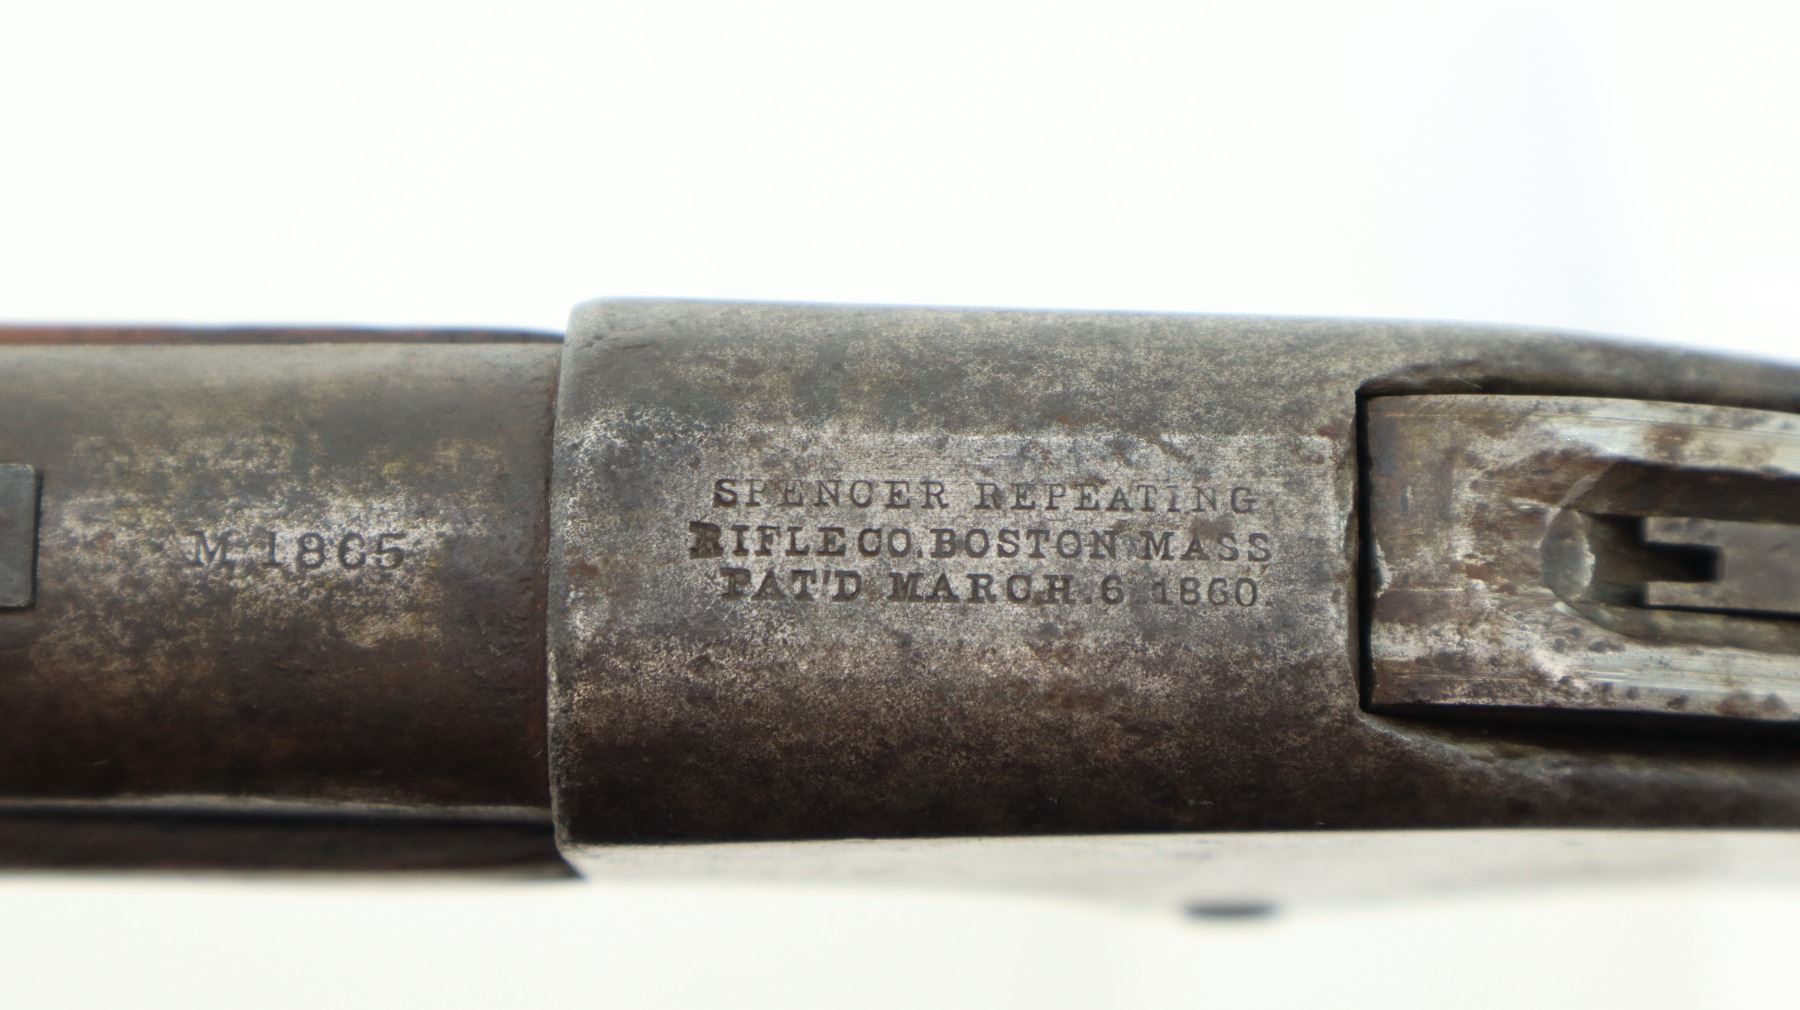 M 1865
SPENCER REPEATING
RIFLE CO. BOSTON MASS
PAT'D MARCH. 6 1860.